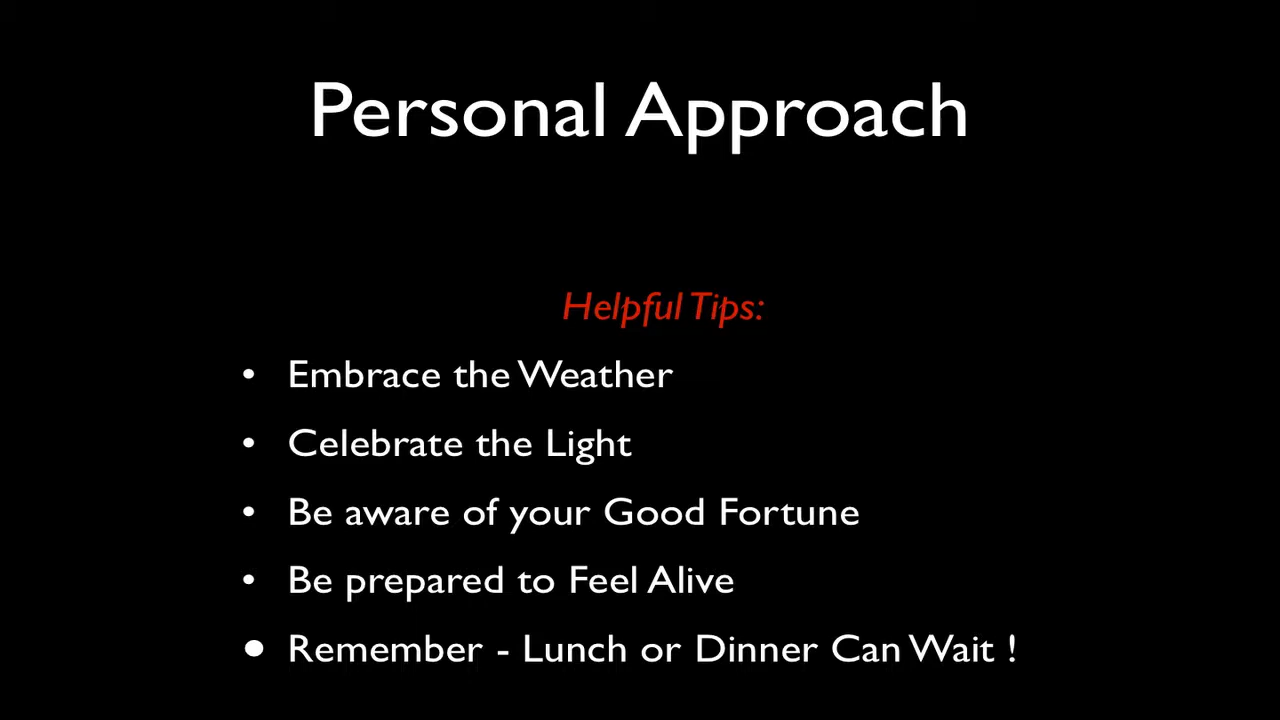 Personal Approach
Helpful Tips:
• Embrace the Weather
• Celebrate the Light
• Be aware of your Good Fortune
• Be prepared to Feel Alive
• Remember - Lunch or Dinner Can Wait !